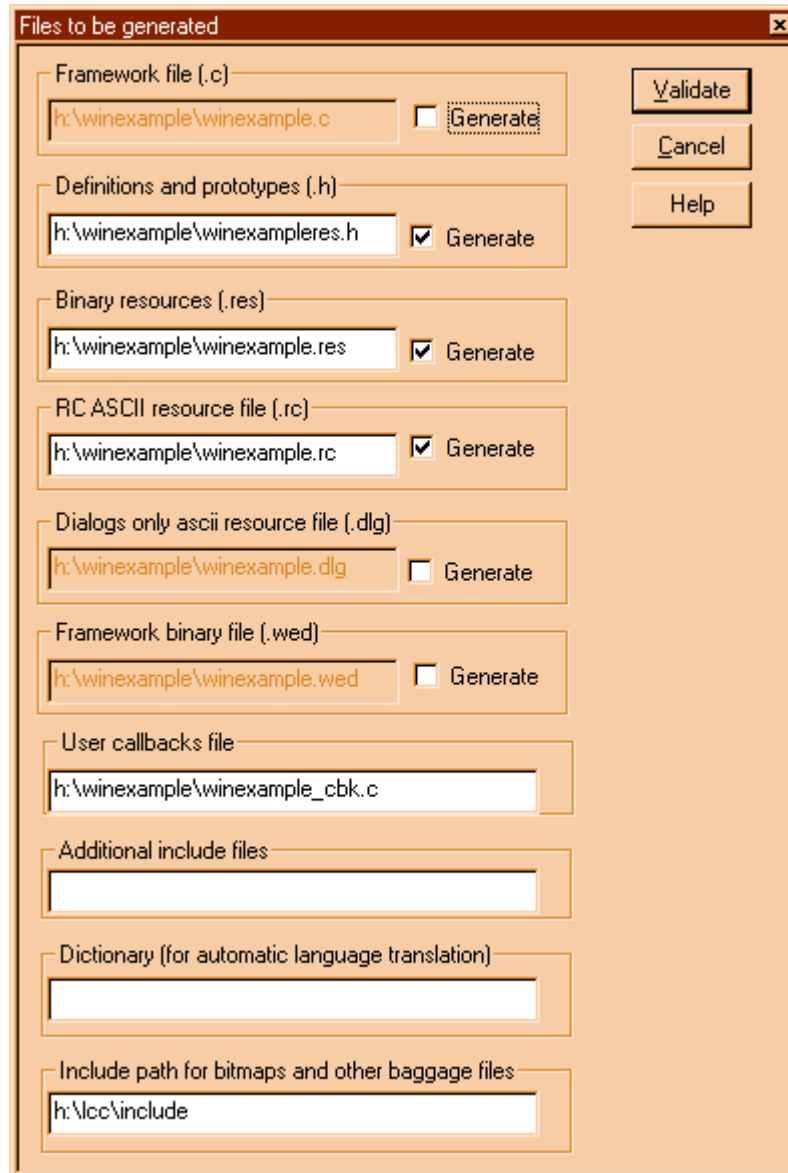 Files to be generated
Framework file (.c)
h:\winexample\winexample.c
Generate
Validate
Cancel
Help
Definitions and prototypes (.h)
h:\winexample\winexampleres.h
Generate
Binary resources (.res)
h:\winexample\winexample.res
Generate
RC ASCII resource file (.rc)
h:\winexample\winexample.rc
Generate
Dialogs only ascii resource file (.dlg)
h:\winexample\winexample.dlg
Generate
Framework binary file (.wed)
h:\winexample\winexample.wed
Generate
User callbacks file
h:\winexample\winexample_cbk.c
Additional include files
Dictionary (for automatic language translation)
Include path for bitmaps and other baggage files
h:\lcc\include